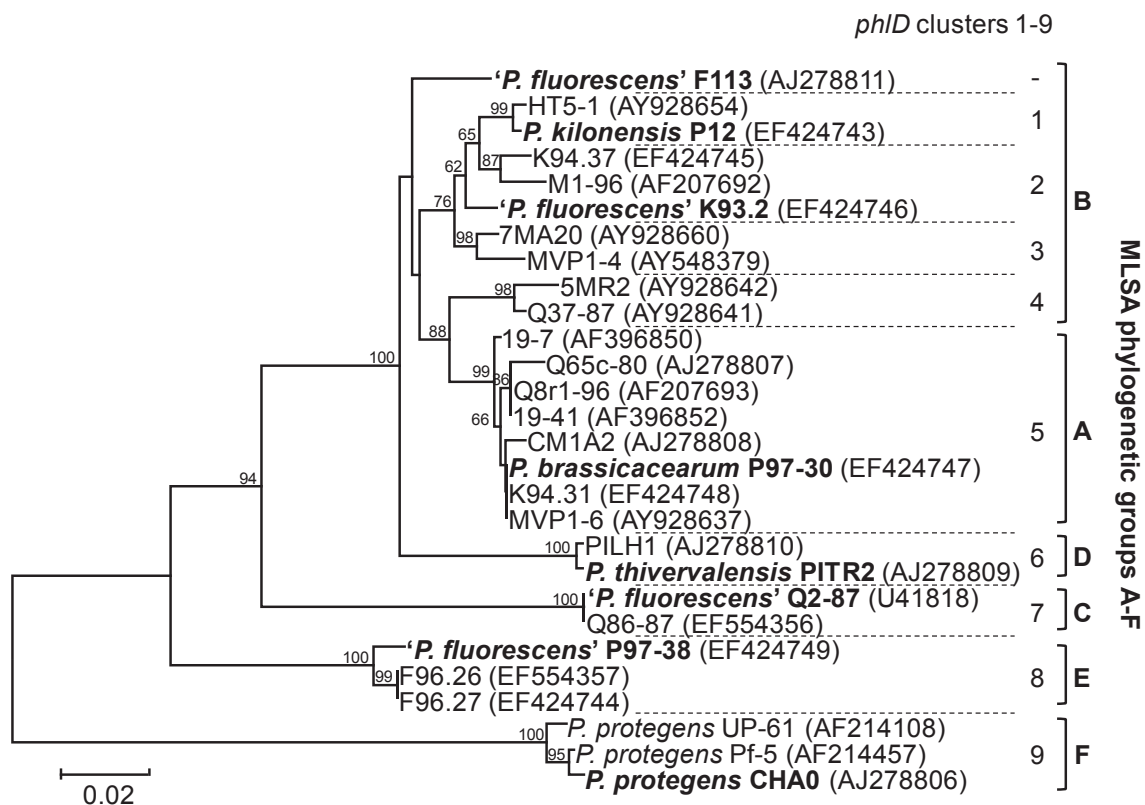 phlD clusters 1-9
'P. fluorescens' F113 (AJ278811) -
HT5-1 (AY928654)
99
1
P. kilonensis P12 (EF424743)
65
K94.37 (EF424745)
87
62
M1-96 (AF207692)
2
B
'P. fluorescens' K93.2 (EF424746)
76
7MA20 (AY928660)
98
3
MVP1-4 (AY548379)
5MR2 (AY928642)
98
4
Q37-87 (AY928641)
88
19-7 (AF396850)
100
Q65c-80 (AJ278807)
99
86
Q8r1-96 (AF207693)
19-41 (AF396852)
66
5
A
CM1A2 (AJ278808)
P. brassicacearum P97-30 (EF424747)
94
K94.31 (EF424748)
MVP1-6 (AY928637)
PILH1 (AJ278810)
100
6
D
P. thivervalensis PITR2 (AJ278809)
'P. fluorescens' Q2-87 (U41818)
100
7
C
Q86-87 (EF554356)
'P. fluorescens' P97-38 (EF424749)
100
F96.26 (EF554357)
99
8
E
F96.27 (EF424744)
P. protegens UP-61 (AF214108)
100
P. protegens Pf-5 (AF214457)
95
9
F
P. protegens CHA0 (AJ278806)
0.02
MLSA phylogenetic groups A-F